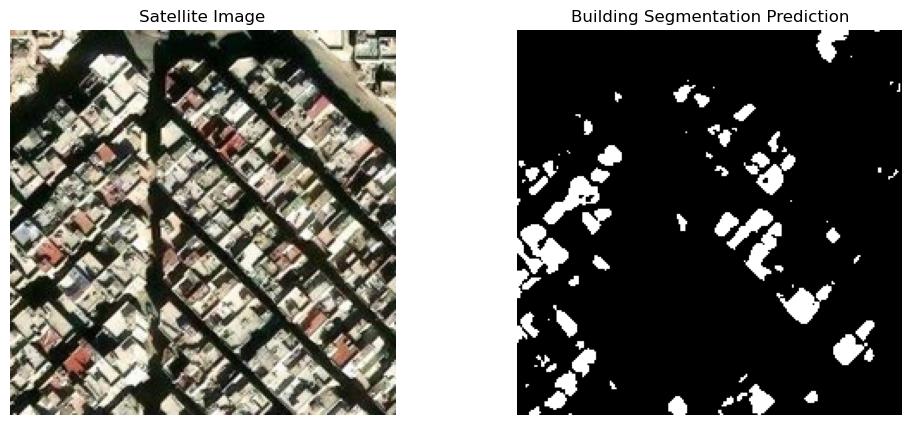 Satellite Image
Building Segmentation Prediction